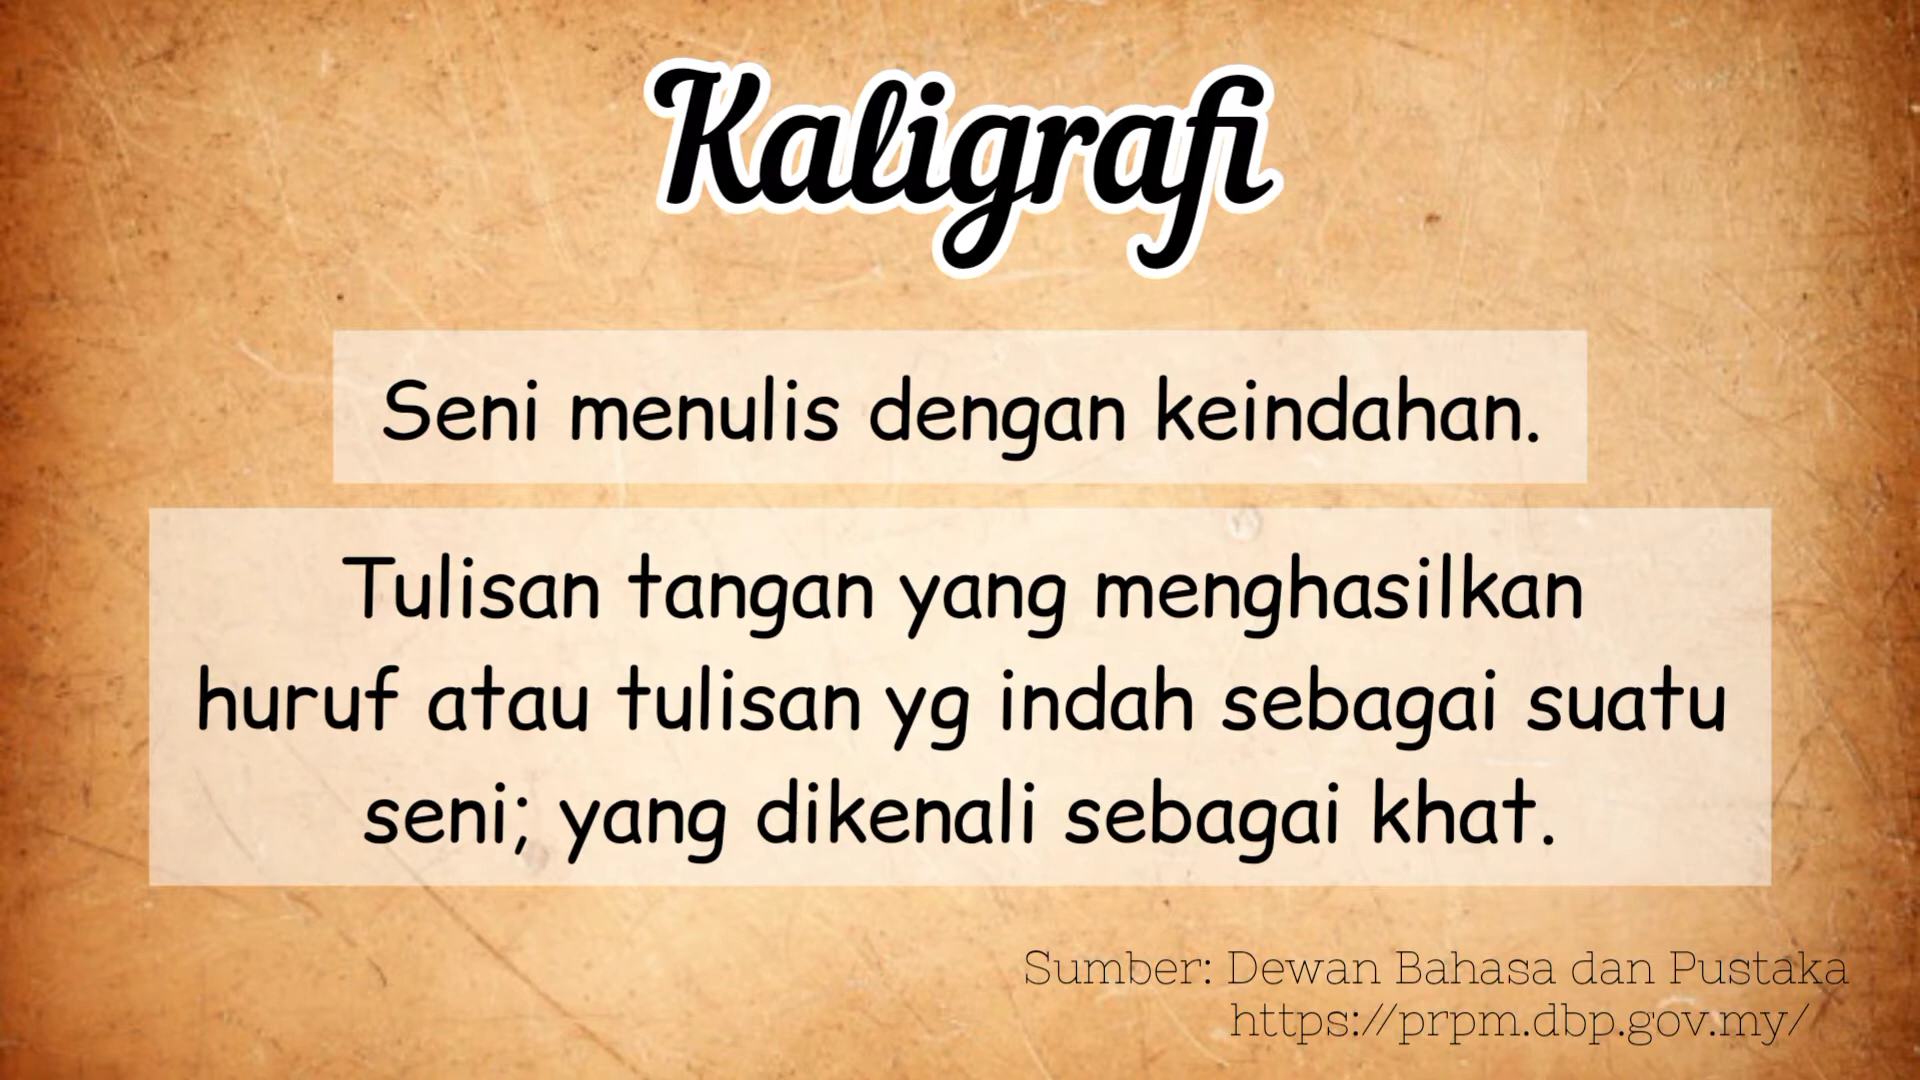 Kaligrafi
Seni menulis dengan keindahan.
Tulisan tangan yang menghasilkan
huruf atau tulisan yg indah sebagai suatu
seni; yang dikenali sebagai khat.
Sumber: Dewan Bahasa dan Pustaka
https://prpm.dbp.gov.my/